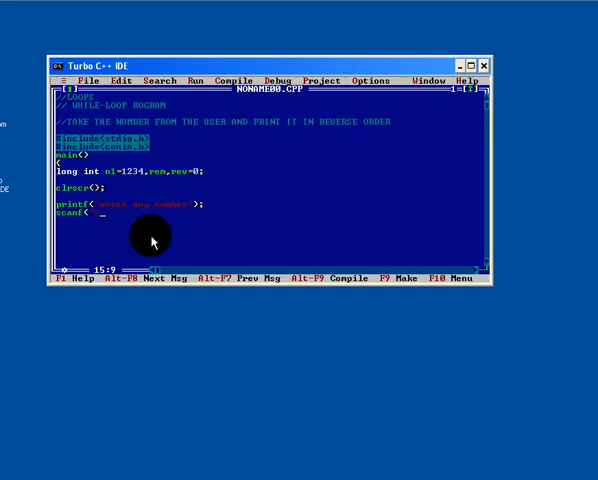 om
o
DE
Turbo C++ IDE
≡ File Edit Search Run Compile Debug Project Options Window Help
[■] NONAME00.CPP 1=[↕]
//LOOPS
// WHILE-LOOP ROGRAM
//TAKE THE NUMBER FROM THE USER AND PRINT IT IN REVERSE ORDER
#include<stdio.h>
#include<conio.h>
main()
{
long int n1=1234,rem,rev=0;
clrscr();
printf("enter any number");
scanf("%_
15:9
F1 Help Alt-F8 Next Msg Alt-F7 Prev Msg Alt-F9 Compile F9 Make F10 Menu